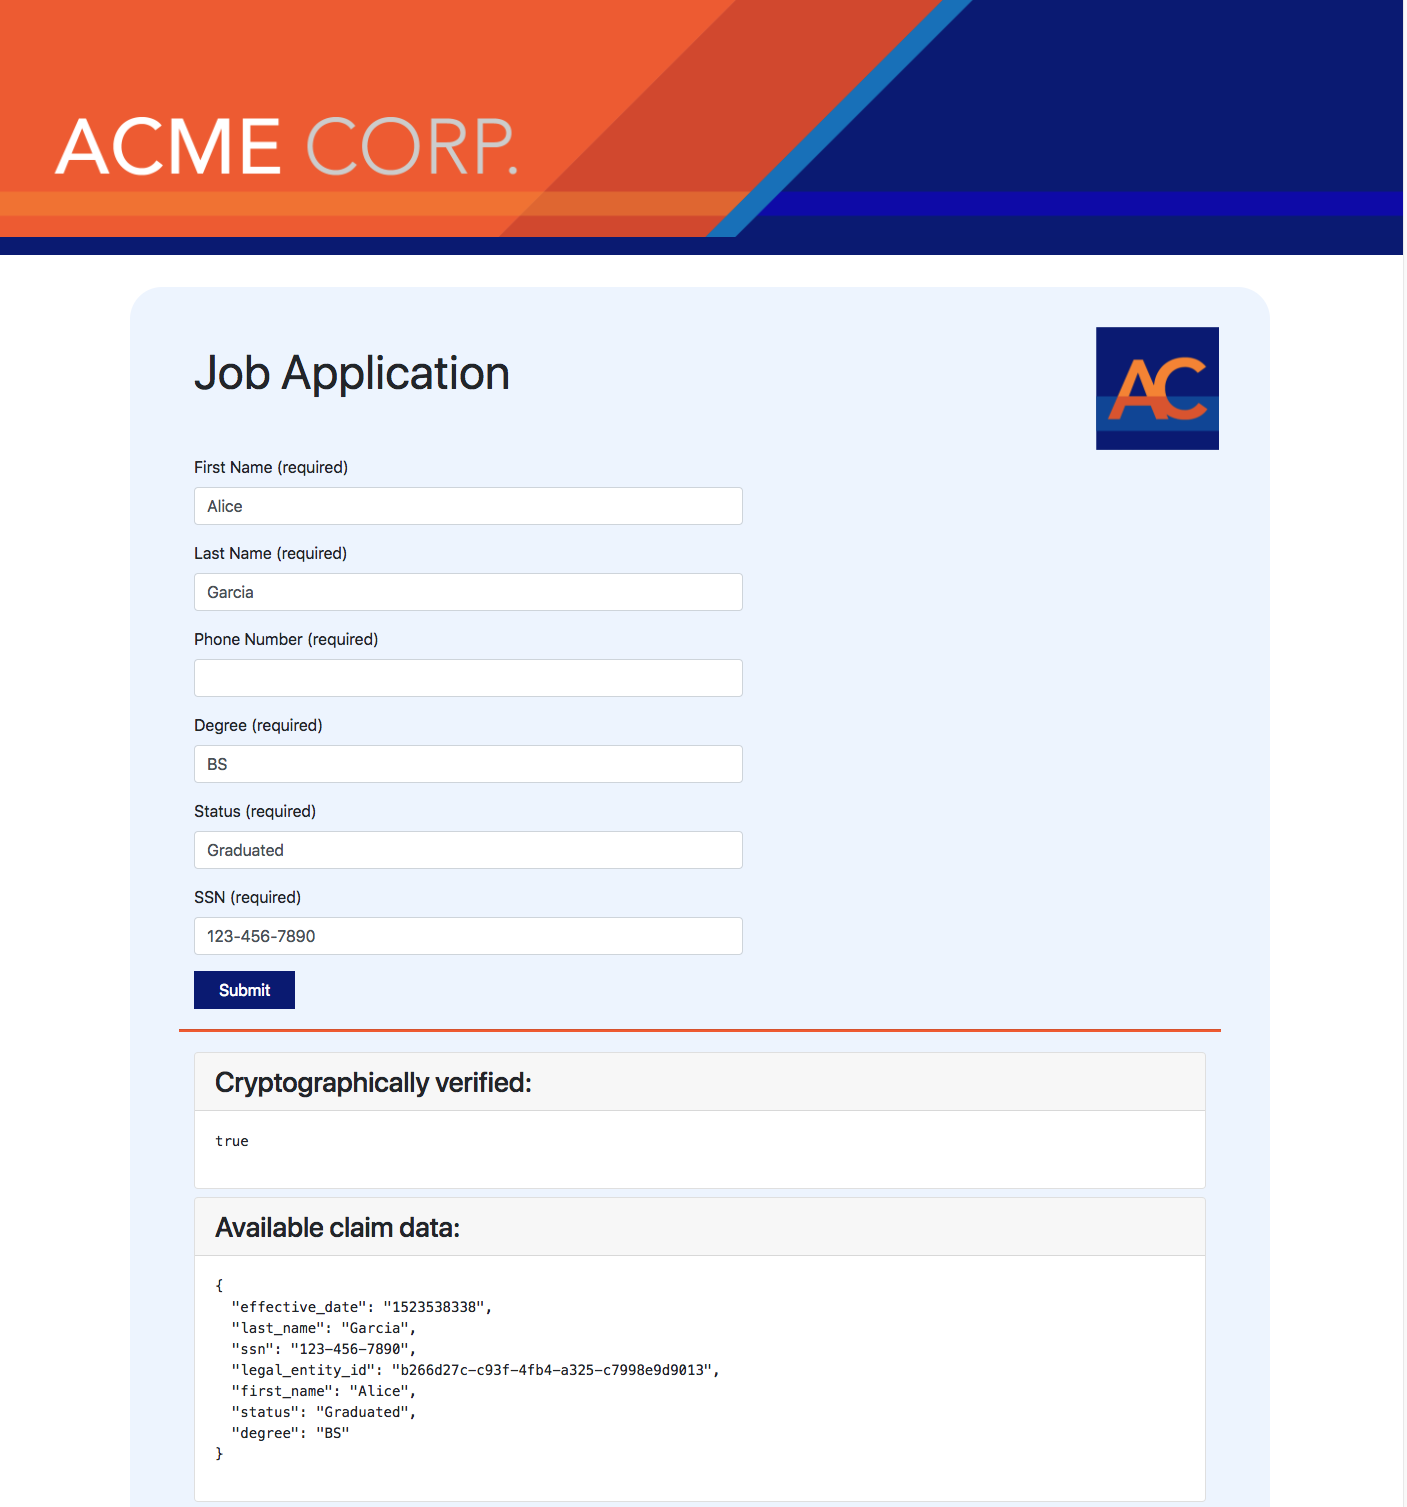 ACME CORP.
Job Application
AC
First Name (required)
Alice
Last Name (required)
Garcia
Phone Number (required)
Degree (required)
BS
Status (required)
Graduated
SSN (required)
123-456-7890
Submit
Cryptographically verified:
true
Available claim data:
{
  "effective_date": "1523538338",
  "last_name": "Garcia",
  "ssn": "123-456-7890",
  "legal_entity_id": "b266d27c-c93f-4fb4-a325-c7998e9d9013",
  "first_name": "Alice",
  "status": "Graduated",
  "degree": "BS"
}